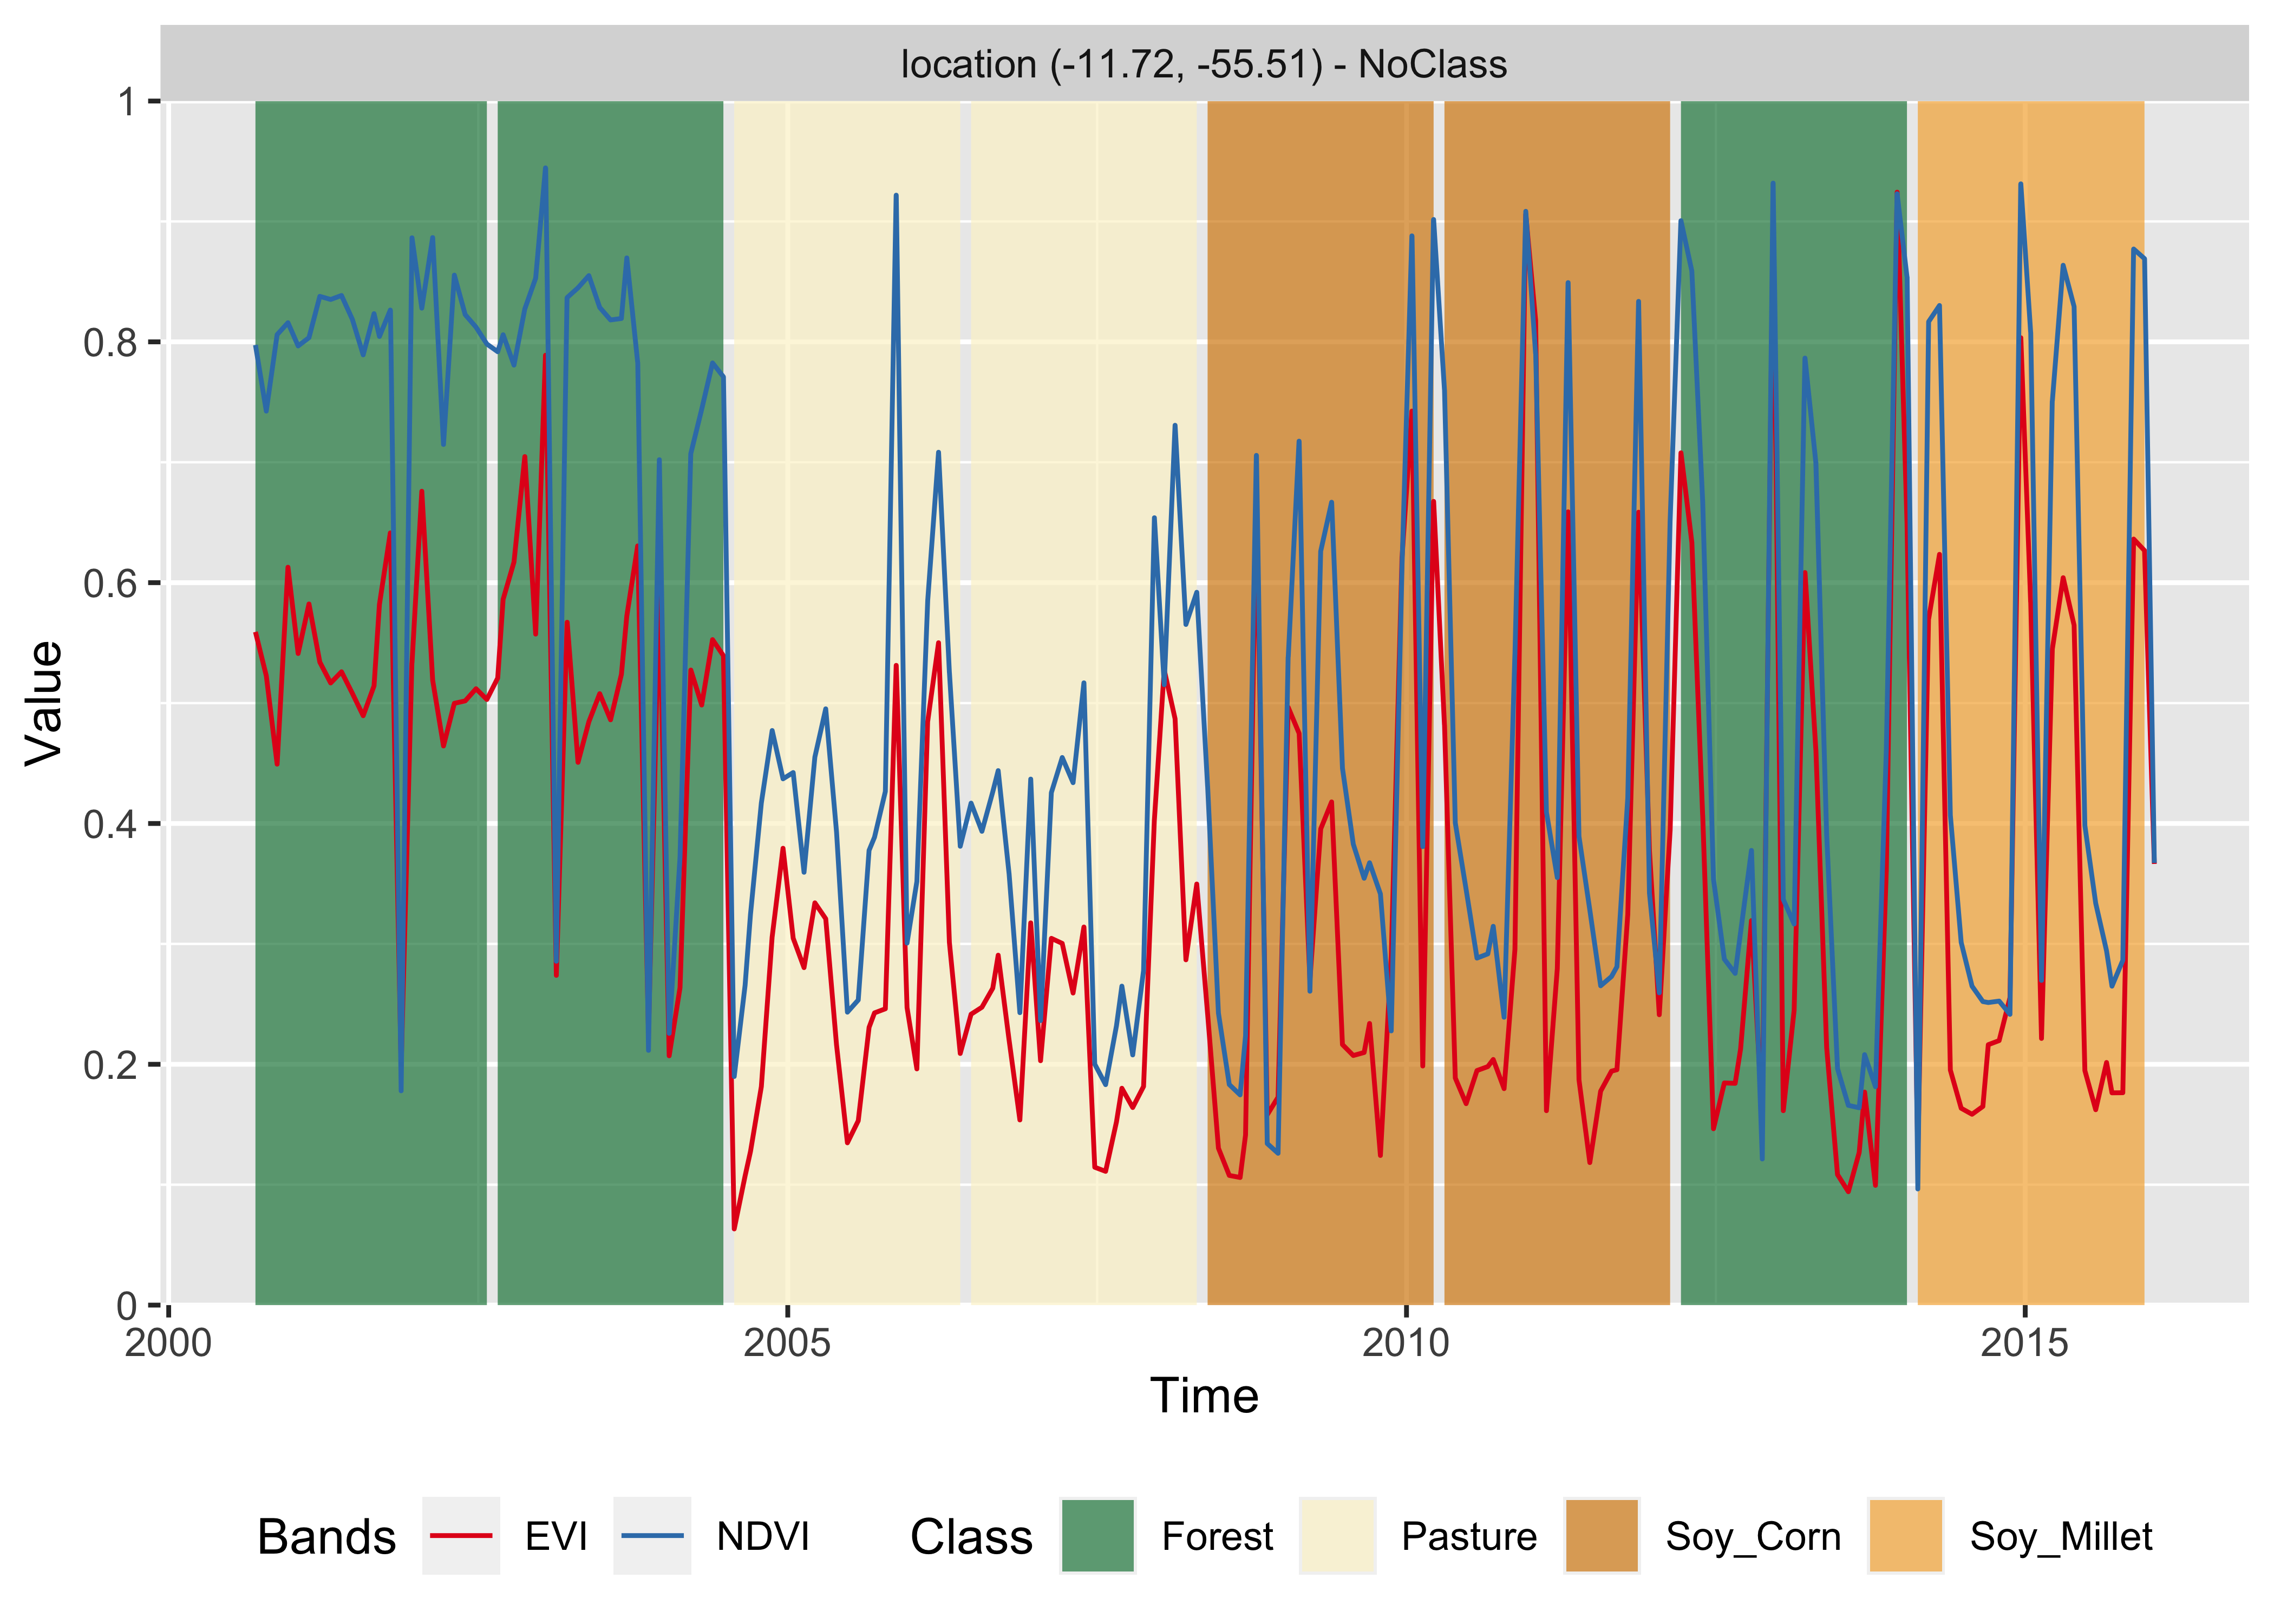 location (-11.72, -55.51) - NoClass
1
0.8
0.6
0.4
0.2
0
Value
2000 2005 2010 2015
Time
Bands EVI NDVI Class Forest Pasture Soy_Corn Soy_Millet